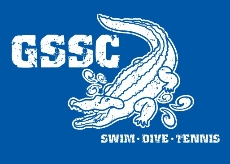 GSSC
SWIM · DIVE · TENNIS